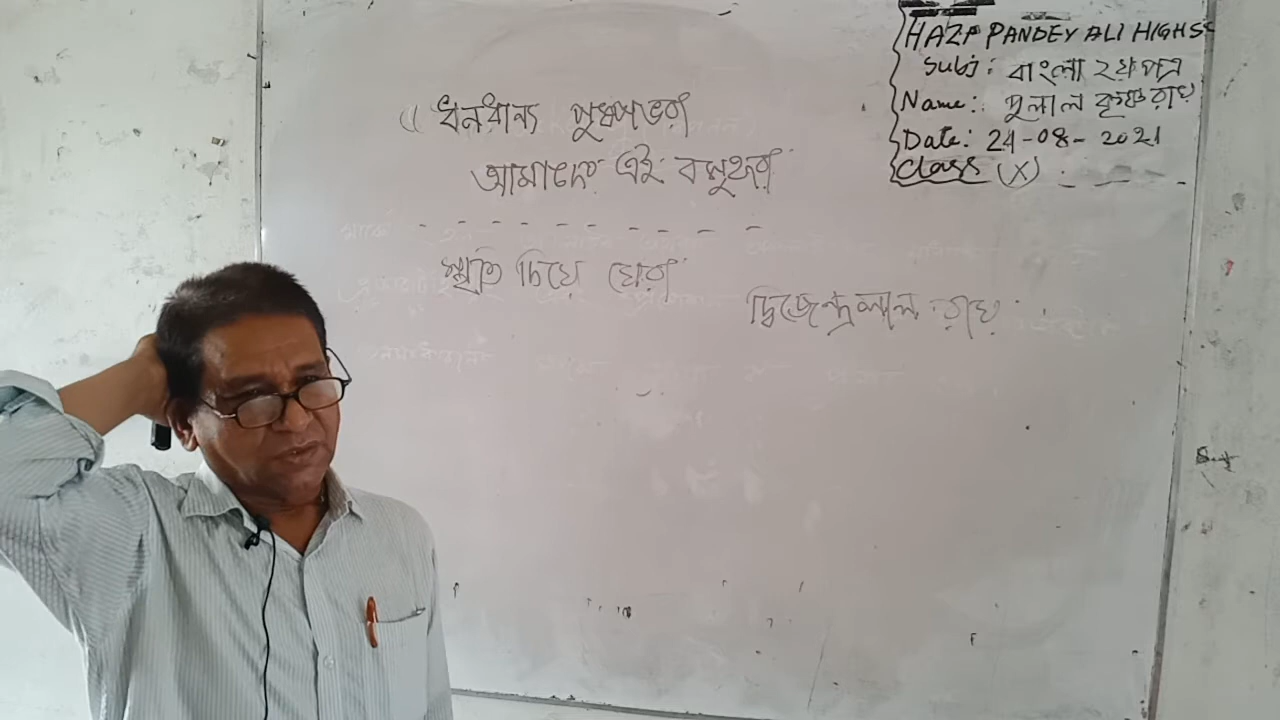 HAZI PANDEY ALI HIGHSC
Subj: বাংলা ২য় পত্র
Name: দুলাল কৃষ্ণ রায়
Date: 24-08-2021
Class (X)
ধনধান্য পুষ্পভরা
আমাদের এই বসুন্ধরা
স্মৃতি দিয়ে ঘেরা
দ্বিজেন্দ্রলাল রায়